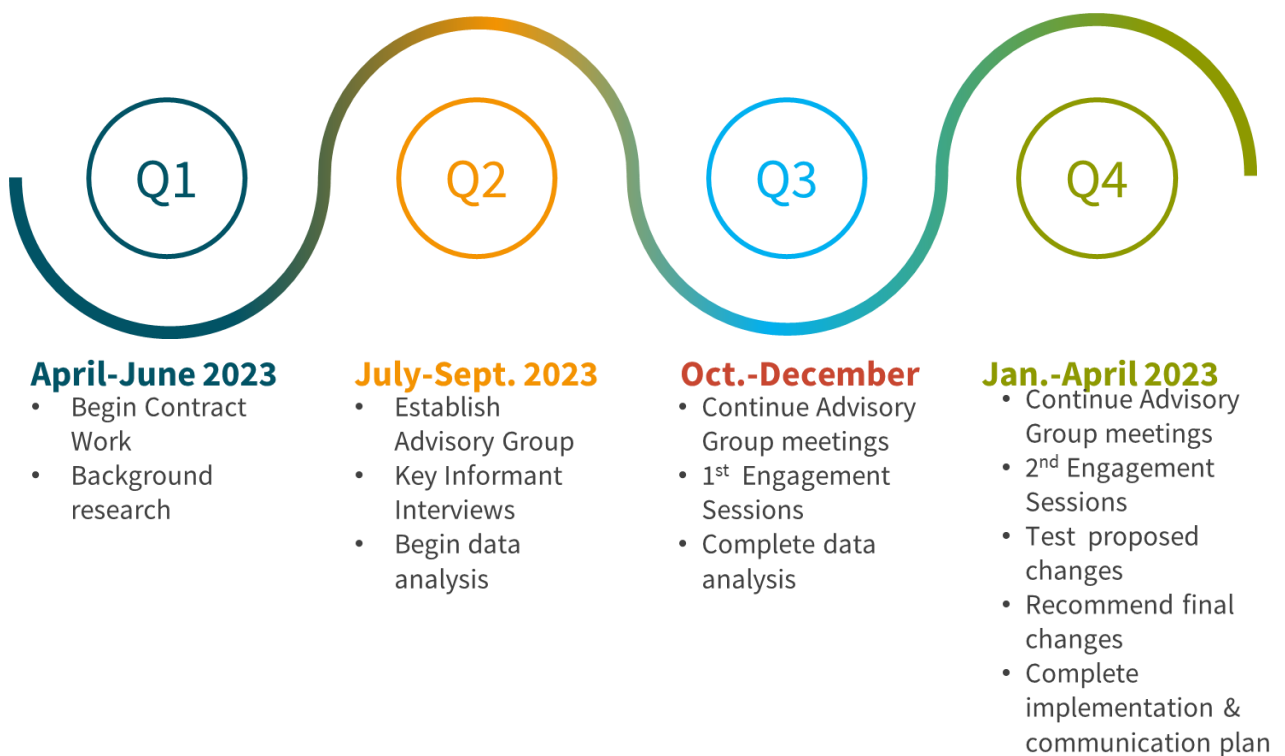 Q1
Q2
Q3
Q4
April-June 2023
• Begin Contract
Work
• Background
research
July-Sept. 2023
• Establish
Advisory Group
• Key Informant
Interviews
• Begin data
analysis
Oct.-December
• Continue Advisory
Group meetings
• 1st Engagement
Sessions
• Complete data
analysis
Jan.-April 2023
• Continue Advisory
Group meetings
• 2nd Engagement
Sessions
• Test proposed
changes
• Recommend final
changes
• Complete
implementation &
communication plan